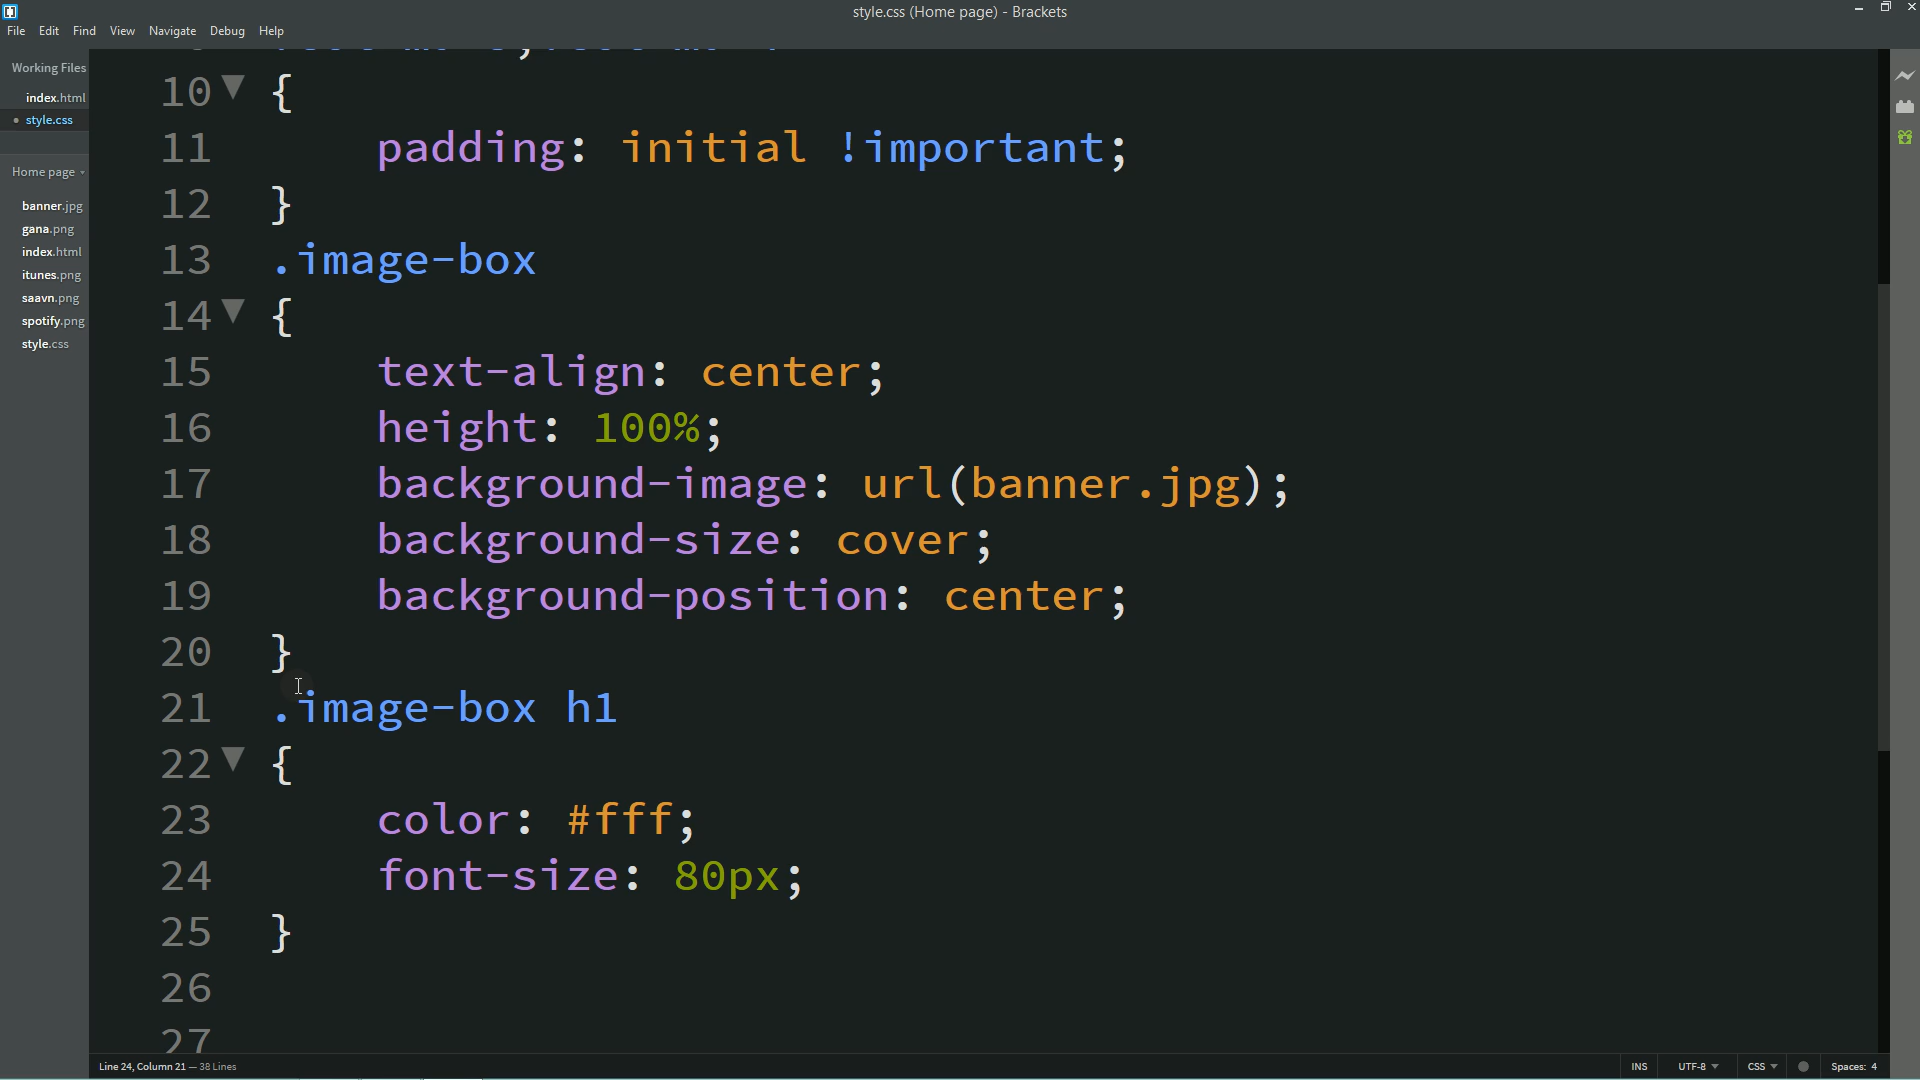 style.css (Home page) - Brackets
File Edit Find View Navigate Debug Help
Working Files
index.html
• style.css
Home page
banner.jpg
gana.png
index.html
itunes.png
saavn.png
spotify.png
style.css
10 {
11 padding: initial !important;
12 }
13 .image-box
14 {
15 text-align: center;
16 height: 100%;
17 background-image: url(banner.jpg);
18 background-size: cover;
19 background-position: center;
20 }
21 .image-box h1
22 {
23 color: #fff;
24 font-size: 80px;
25 }
26
27
Line 24, Column 21 — 38 Lines
INS UTF-8 CSS Spaces: 4